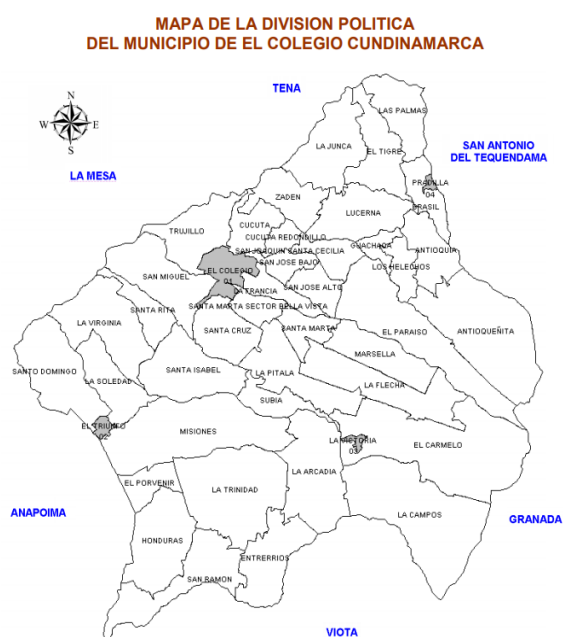 MAPA DE LA DIVISION POLITICA
DEL MUNICIPIO DE EL COLEGIO CUNDINAMARCA
TENA
N
W
E
S
LAS PALMAS
LA JUNCA
EL TIGRE
SAN ANTONIO
DEL TEQUENDAMA
LA MESA
PRADILLA
04
ZADEN
BRASIL
LUCERNA
CUCUTA
TRUJILLO
CUCUTA REDONDILLO
GUACHACA
SAN JOAQUIN SANTA CECILIA
ANTIOQUIA
SAN JOSE BAJO
LOS HELECHOS
EL COLEGIO
01
SAN MIGUEL
LA FRANCIA
SAN JOSE ALTO
SANTA MARTA SECTOR BELLA VISTA
SANTA RITA
LA VIRGINIA
SANTA CRUZ
SANTA MARTA
EL PARAISO
ANTIOQUEÑITA
MARSELLA
SANTO DOMINGO
SANTA ISABEL
LA PITALA
LA SOLEDAD
LA FLECHA
SUBIA
EL TRIUNFO
02
MISIONES
LA VICTORIA
03
EL CARMELO
LA ARCADIA
EL PORVENIR
LA TRINIDAD
ANAPOIMA
LA CAMPOS
GRANADA
HONDURAS
ENTRERRIOS
SAN RAMON
VIOTA